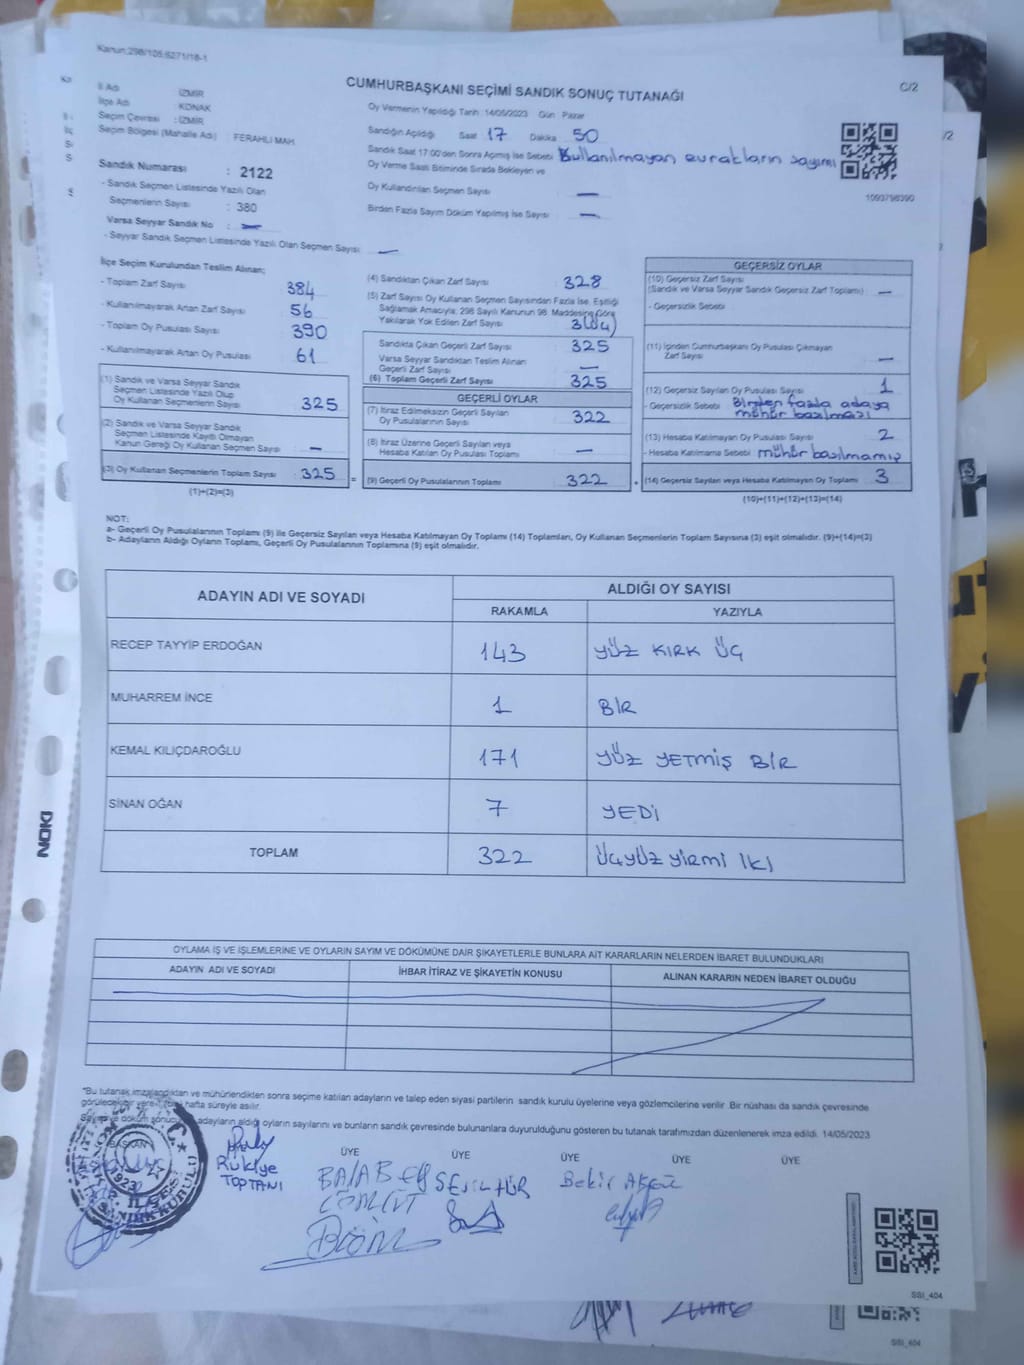 Kanun:298/105;6271/18-1
CUMHURBAŞKANI SEÇİMİ SANDIK SONUÇ TUTANAĞI
C/2
İl Adı : İZMİR
İlçe Adı : KONAK
Seçim Çevresi : İZMİR
Seçim Bölgesi (Mahalle Adı) : FERAHLI MAH.
Sandık Numarası : 2122
- Sandık Seçmen Listesinde Yazılı Olan
Seçmenlerin Sayısı : 380
Varsa Seyyar Sandık No : —
- Seyyar Sandık Seçmen Listesinde Yazılı Olan Seçmen Sayısı: —
Oy Vermenin Yapıldığı Tarih :14/05/2023 Gün : Pazar
Sandığın Açıldığı Saat 17 Dakika 50
Sandık Saat 17:00'den Sonra Açılmış İse Sebebi Kullanılmayan evrakların sayımı
Oy Verme Saati Bitiminde Sırada Bekleyen ve
Oy Kullandırılan Seçmen Sayısı —
Birden Fazla Sayım Döküm Yapılmış İse Sayısı —
1093798390
İlçe Seçim Kurulundan Teslim Alınan;
- Toplam Zarf Sayısı 384
- Kullanılmayarak Artan Zarf Sayısı 56
- Toplam Oy Pusulası Sayısı 390
- Kullanılmayarak Artan Oy Pusulası 61
(1) Sandık ve Varsa Seyyar Sandık
Seçmen Listesinde Yazılı Olup
Oy Kullanan Seçmenlerin Sayısı 325
(2) Sandık ve Varsa Seyyar Sandık
Seçmen Listesinde Kayıtlı Olmayan
Kanun Gereği Oy Kullanan Seçmen Sayısı —
(3) Oy Kullanan Seçmenlerin Toplam Sayısı 325
(1)+(2)=(3)
(4) Sandıktan Çıkan Zarf Sayısı 328
(5) Zarf Sayısı Oy Kullanan Seçmen Sayısından Fazla İse, Eşitliği
Sağlamak Amacıyla; 298 Sayılı Kanunun 98. Maddesine Göre
Yakılarak Yok Edilen Zarf Sayısı
Sandıkta Çıkan Geçerli Zarf Sayısı 325
Varsa Seyyar Sandıktan Teslim Alınan
Geçerli Zarf Sayısı —
(6) Toplam Geçerli Zarf Sayısı 325
GEÇERLİ OYLAR
(7) İtiraz Edilmeksizin Geçerli Sayılan
Oy Pusulalarının Sayısı 322
(8) İtiraz Üzerine Geçerli Sayılan veya
Hesaba Katılan Oy Pusulası Toplamı —
= (9) Geçerli Oy Pusulalarının Toplamı 322 +
GEÇERSİZ OYLAR
(10) Geçersiz Zarf Sayısı
(Sandık ve Varsa Seyyar Sandık Geçersiz Zarf Toplamı) —
- Geçersizlik Sebebi
(11) İçinden Cumhurbaşkanı Oy Pusulası Çıkmayan
Zarf Sayısı —
(12) Geçersiz Sayılan Oy Pusulası Sayısı 1
- Geçersizlik Sebebi Birden fazla adaya
mühür basılması
(13) Hesaba Katılmayan Oy Pusulası Sayısı 2
- Hesaba Katılmama Sebebi mühür basılmamış
(14) Geçersiz Sayılan veya Hesaba Katılmayan Oy Toplamı 3
(10)+(11)+(12)+(13)=(14)
NOT:
a- Geçerli Oy Pusulalarının Toplamı (9) ile Geçersiz Sayılan veya Hesaba Katılmayan Oy Toplamı (14) Toplamları, Oy Kullanan Seçmenlerin Toplam Sayısına (3) eşit olmalıdır. (9)+(14)=(3)
b- Adayların Aldığı Oyların Toplamı, Geçerli Oy Pusulalarının Toplamına (9) eşit olmalıdır.
ADAYIN ADI VE SOYADI
ALDIĞI OY SAYISI
RAKAMLA YAZIYLA
RECEP TAYYİP ERDOĞAN 143 YÜZ KIRK ÜÇ
MUHARREM İNCE 1 BİR
KEMAL KILIÇDAROĞLU 171 YÜZ YETMİŞ BİR
SİNAN OĞAN 7 YEDİ
TOPLAM 322 ÜçyÜz yirmi İKİ
OYLAMA İŞ VE İŞLEMLERİNE VE OYLARIN SAYIM VE DÖKÜMÜNE DAİR ŞİKAYETLERLE BUNLARA AİT KARARLARIN NELERDEN İBARET BULUNDUKLARI
ADAYIN ADI VE SOYADI İHBAR İTİRAZ VE ŞİKAYETİN KONUSU ALINAN KARARIN NEDEN İBARET OLDUĞU
*Bu tutanak imzalandıktan ve mühürlendikten sonra seçime katılan adayların ve talep eden siyasi partilerin sandık kurulu üyelerine veya gözlemcilerine verilir. Bir nüshası da sandık çevresinde
hafta süreyle asılır.
adayların aldığı oyların sayılarını ve bunların sandık çevresinde bulunanlara duyurulduğunu gösteren bu tutanak tarafımızdan düzenlenerek imza edildi. 14/05/2023
BAŞKAN ÜYE ÜYE ÜYE ÜYE ÜYE
Rukiye
TOPTANI
Bekir
1923
SSI_404
NOKI
/2
SSI_404